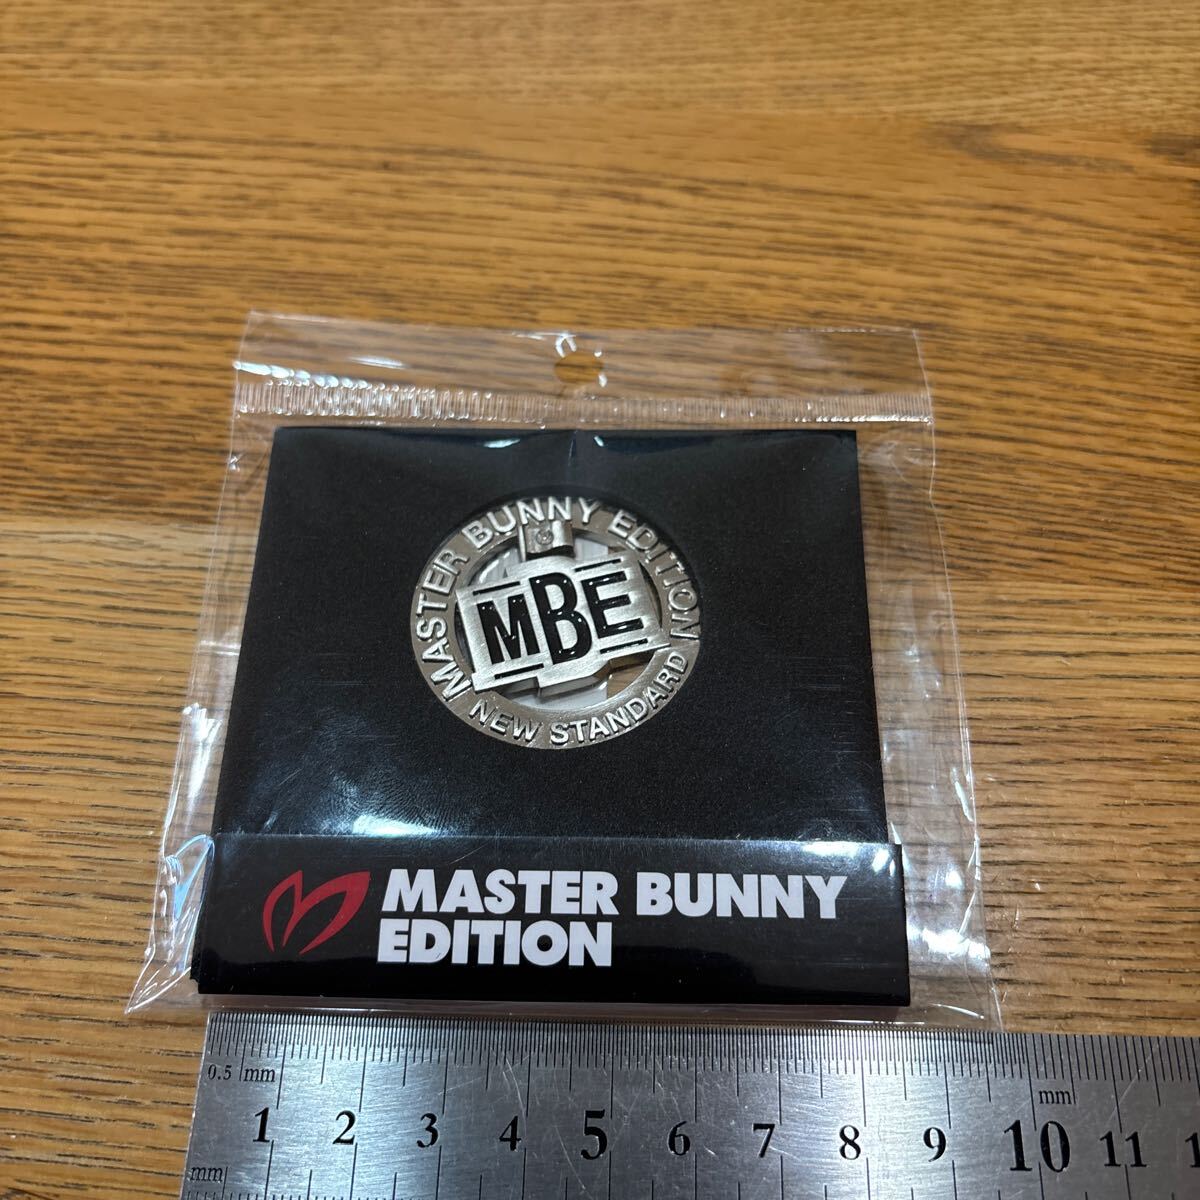 MASTER BUNNY EDITION
MBE
NEW STANDARD
MASTER BUNNY
EDITION
0.5 mm
mm
1 2 3 4 5 6 7 8 9 10 11 1
mm